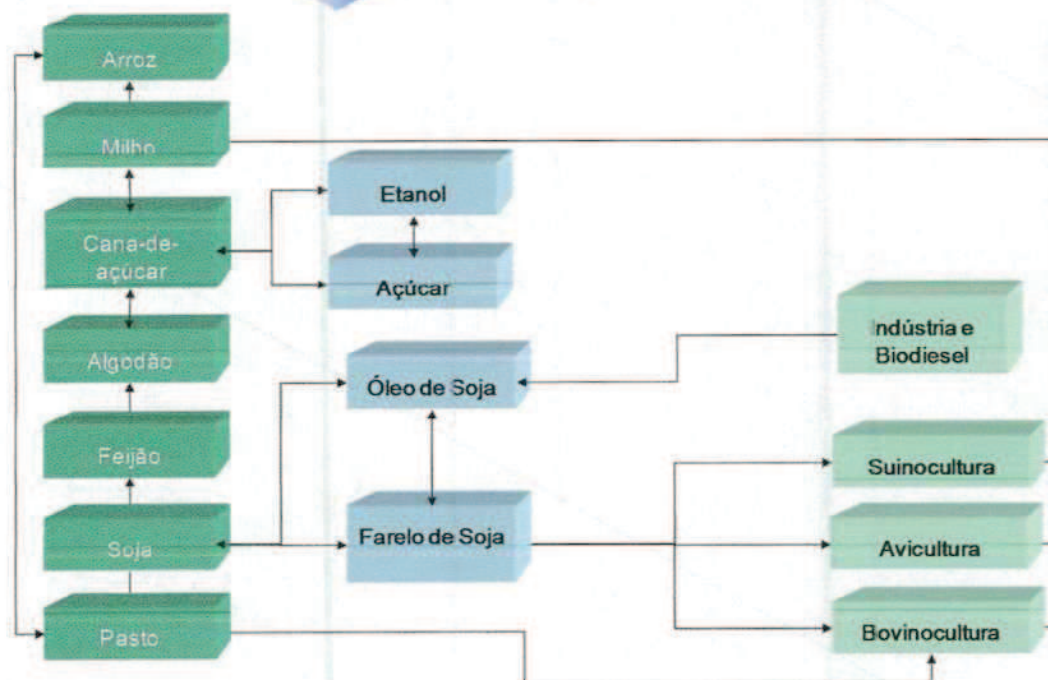 Arroz
Milho
Cana-de-
açúcar
Algodão
Feijão
Soja
Pasto
Etanol
Açúcar
Óleo de Soja
Farelo de Soja
Indústria e
Biodiesel
Suinocultura
Avicultura
Bovinocultura